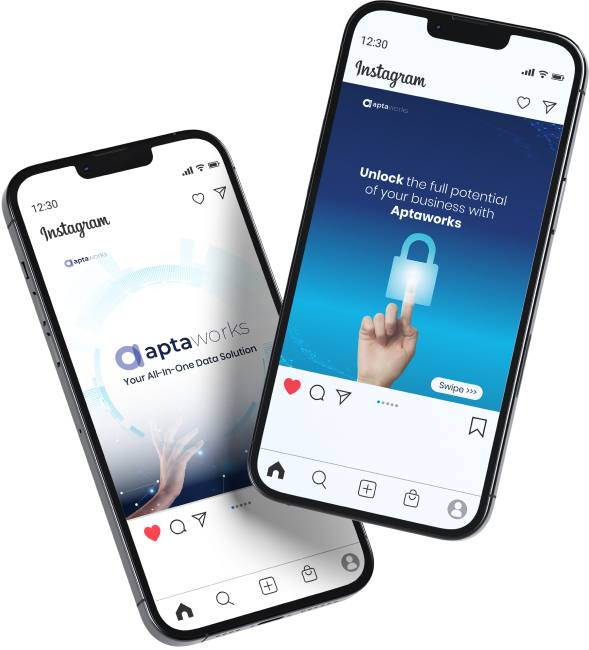 12:30
Instagram
aptaworks
Unlock the full potential
of your business with
Aptaworks
Swipe >>>
12:30
Instagram
aptaworks
aptaworks
Your All-In-One Data Solution